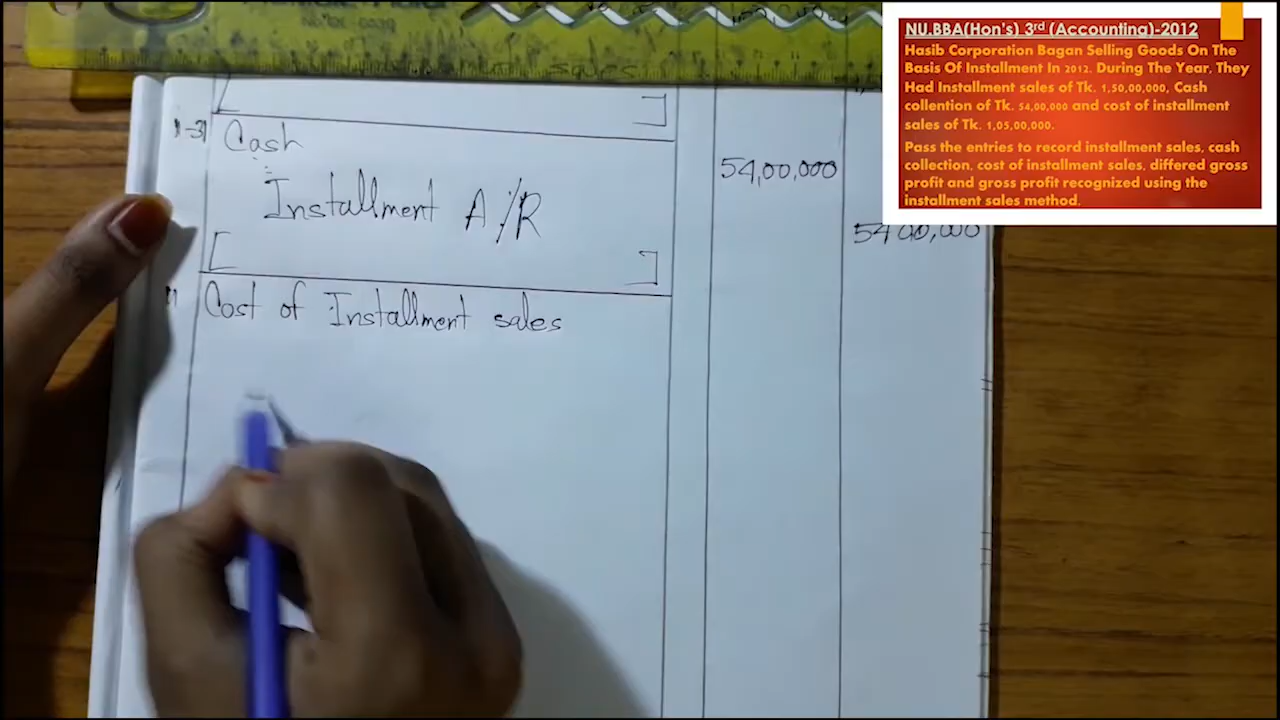 NU.BBA(Hon's) 3rd (Accounting)-2012
Hasib Corporation Bagan Selling Goods On The
Basis Of Installment In 2012. During The Year, They
Had Installment sales of Tk. 1,50,00,000, Cash
collention of Tk. 54,00,000 and cost of installment
sales of Tk. 1,05,00,000.
Pass the entries to record installment sales, cash
collection, cost of installment sales, differed gross
profit and gross profit recognized using the
installment sales method.
Cash
54,00,000
Installment A/R
5400,000
Cost of Installment sales